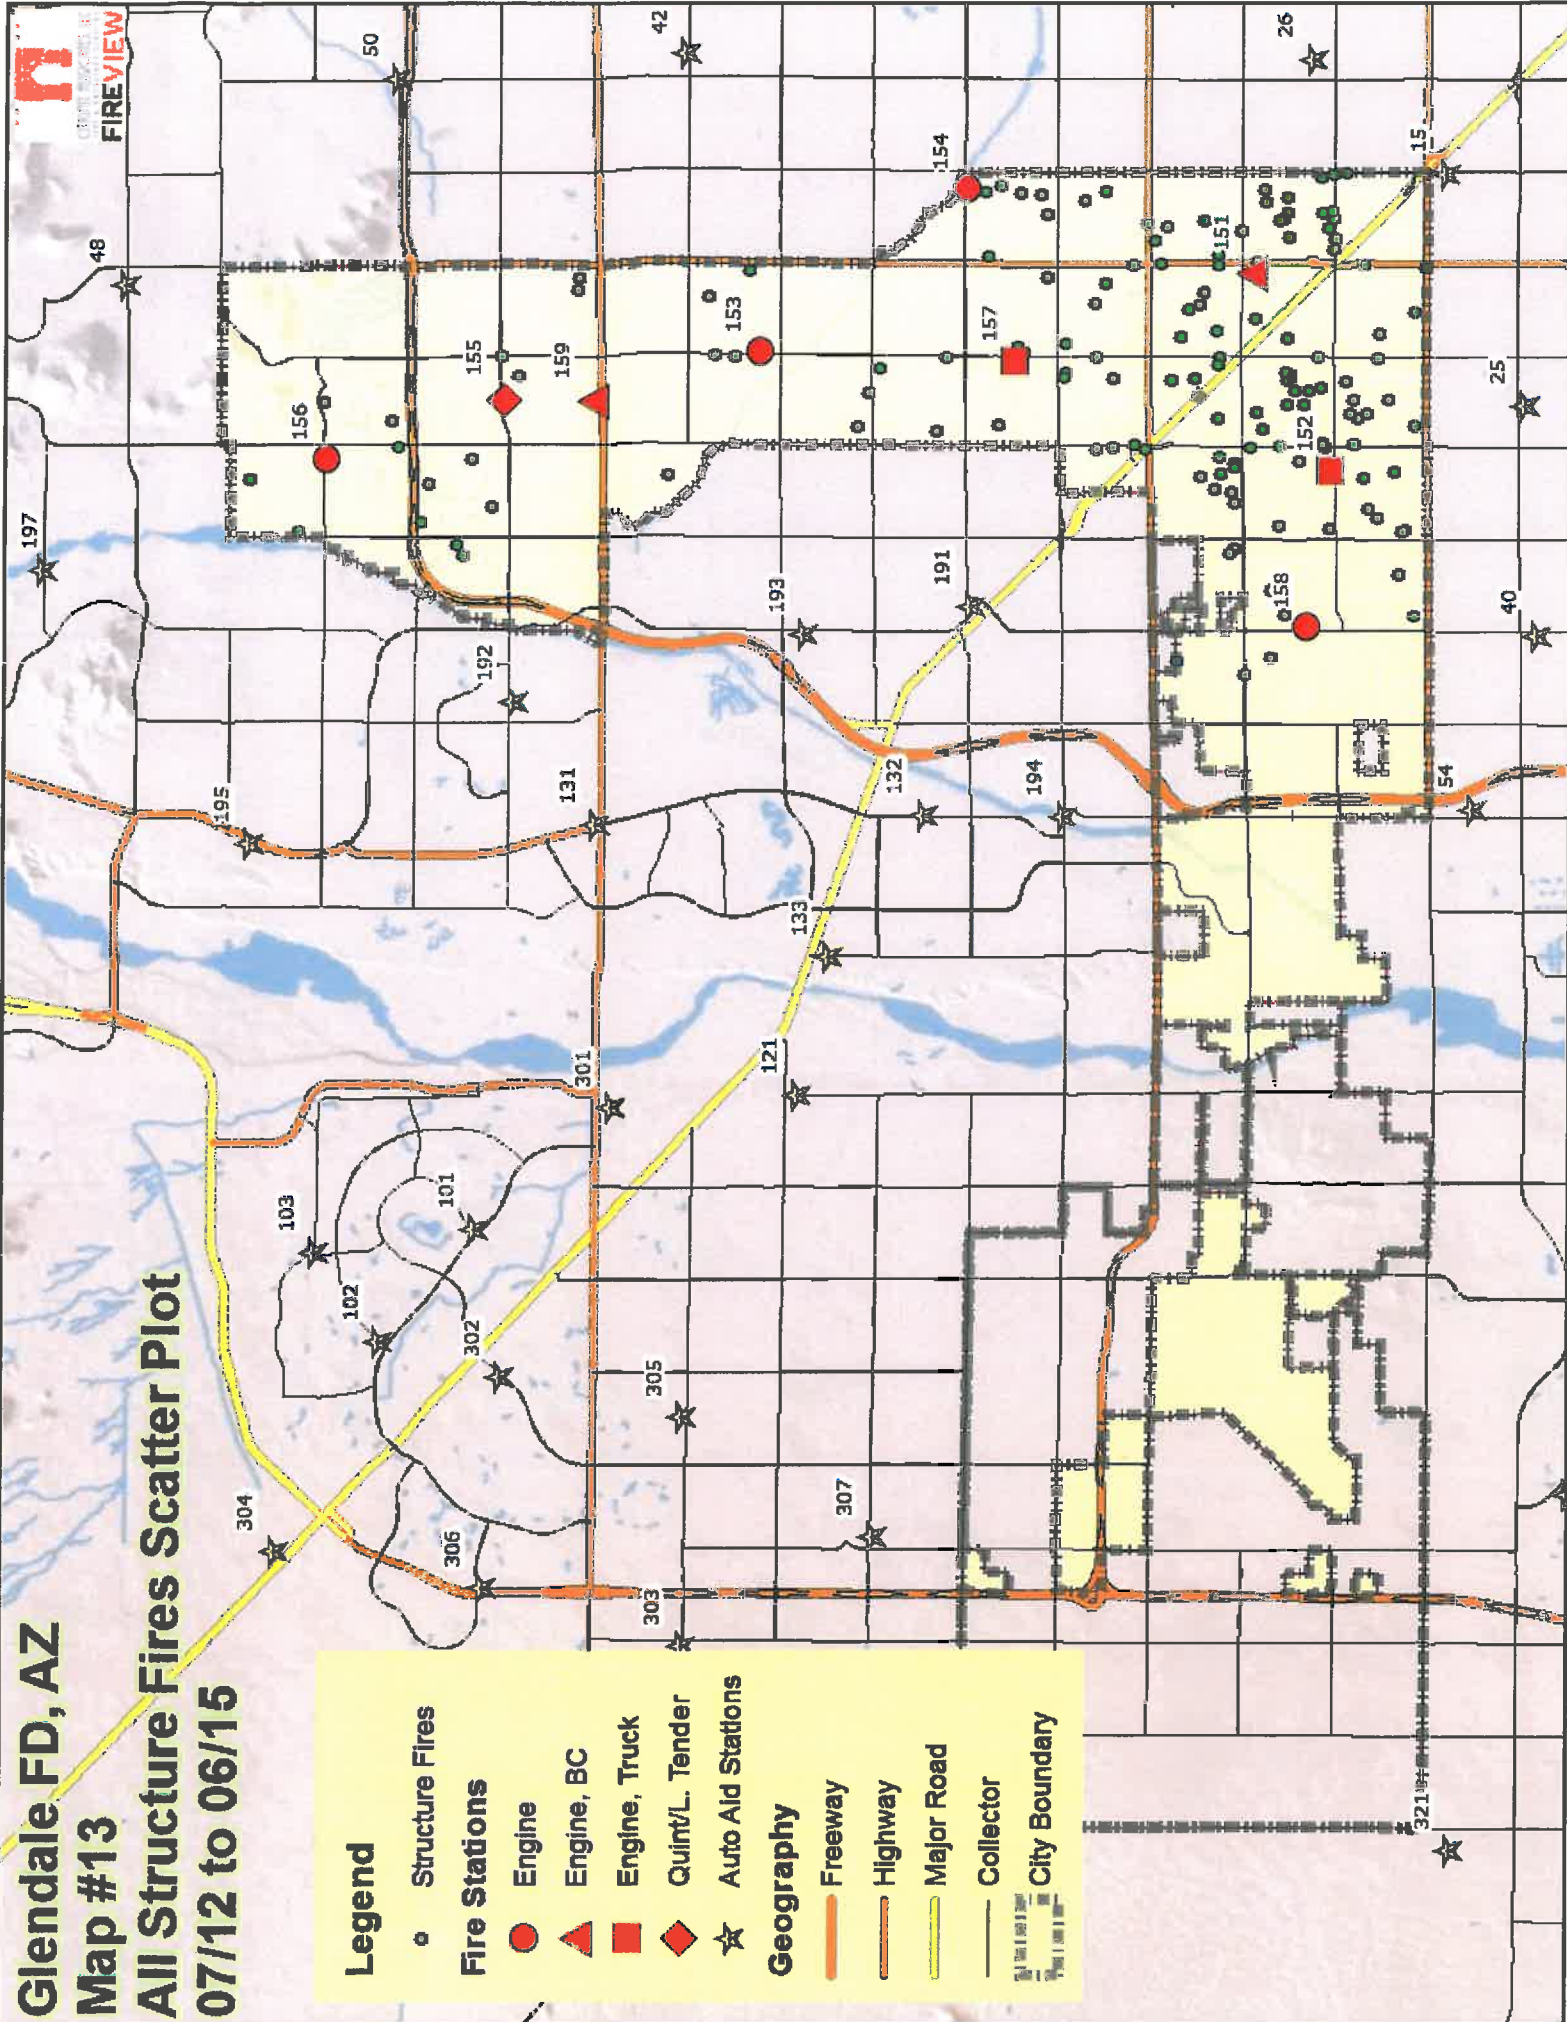 Glendale FD, AZ
Map #13
All Structure Fires Scatter Plot
07/12 to 06/15
FIREVIEW
Legend
Structure Fires
Fire Stations
Engine
Engine, BC
Engine, Truck
Quint/L. Tender
Auto Aid Stations
Geography
Freeway
Highway
Major Road
Collector
City Boundary
304
103
102
101
302
306
305
303
307
301
121
133
132
131
195
194
192
193
191
197
48
50
42
26
156
155
159
153
154
157
151
152
158
15
25
40
54
321